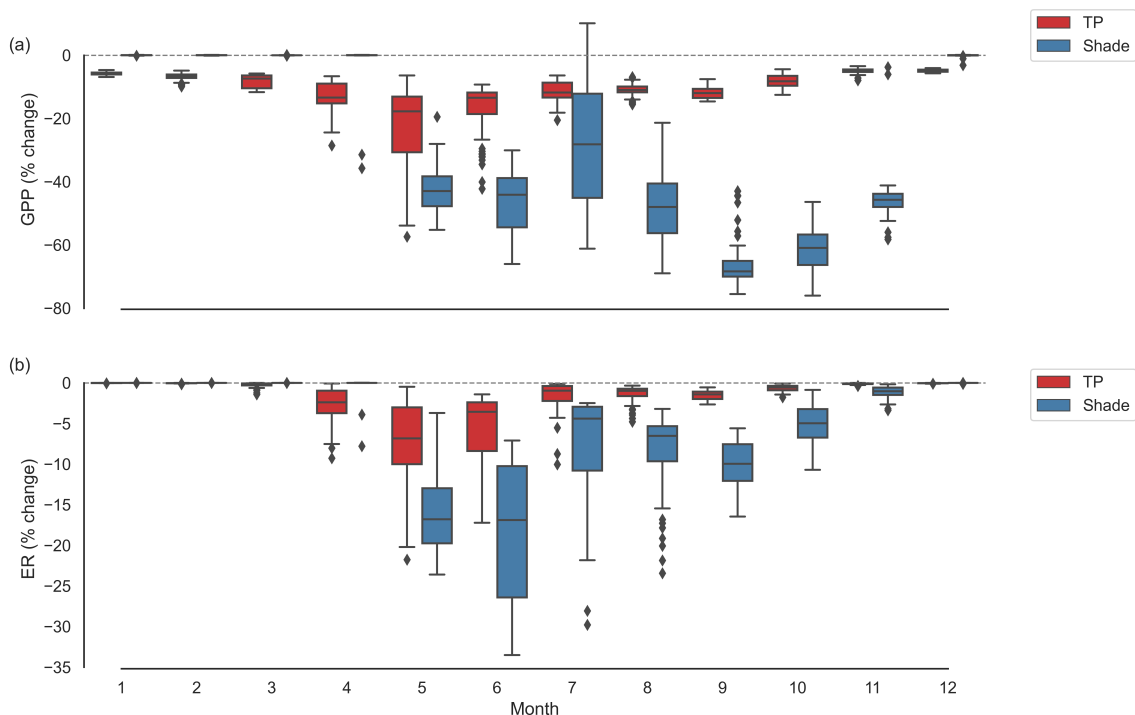 (a)
TP
Shade
0
−20
−40
−60
−80
GPP (% change)
(b)
TP
Shade
0
−5
−10
−15
−20
−25
−30
−35
ER (% change)
1 2 3 4 5 6 7 8 9 10 11 12
Month